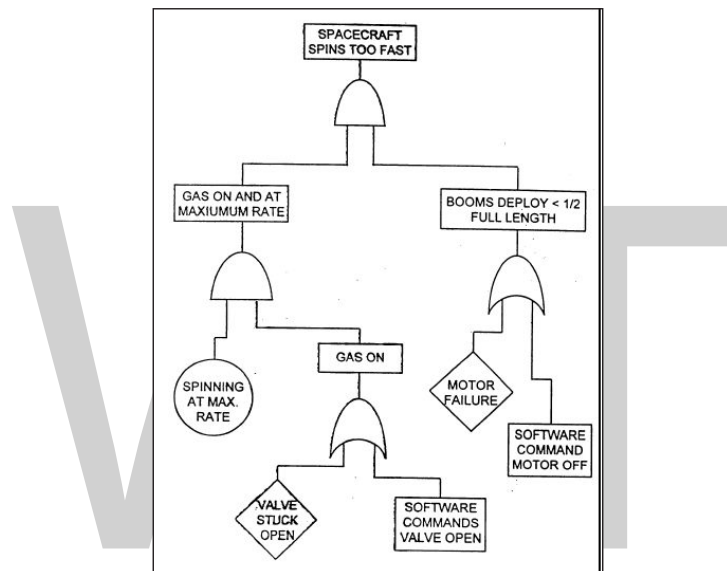 SPACECRAFT
SPINS TOO FAST
GAS ON AND AT
MAXIUMUM RATE
BOOMS DEPLOY < 1/2
FULL LENGTH
GAS ON
SPINNING
AT MAX.
RATE
MOTOR
FAILURE
SOFTWARE
COMMAND
MOTOR OFF
VALVE
STUCK
OPEN
SOFTWARE
COMMANDS
VALVE OPEN